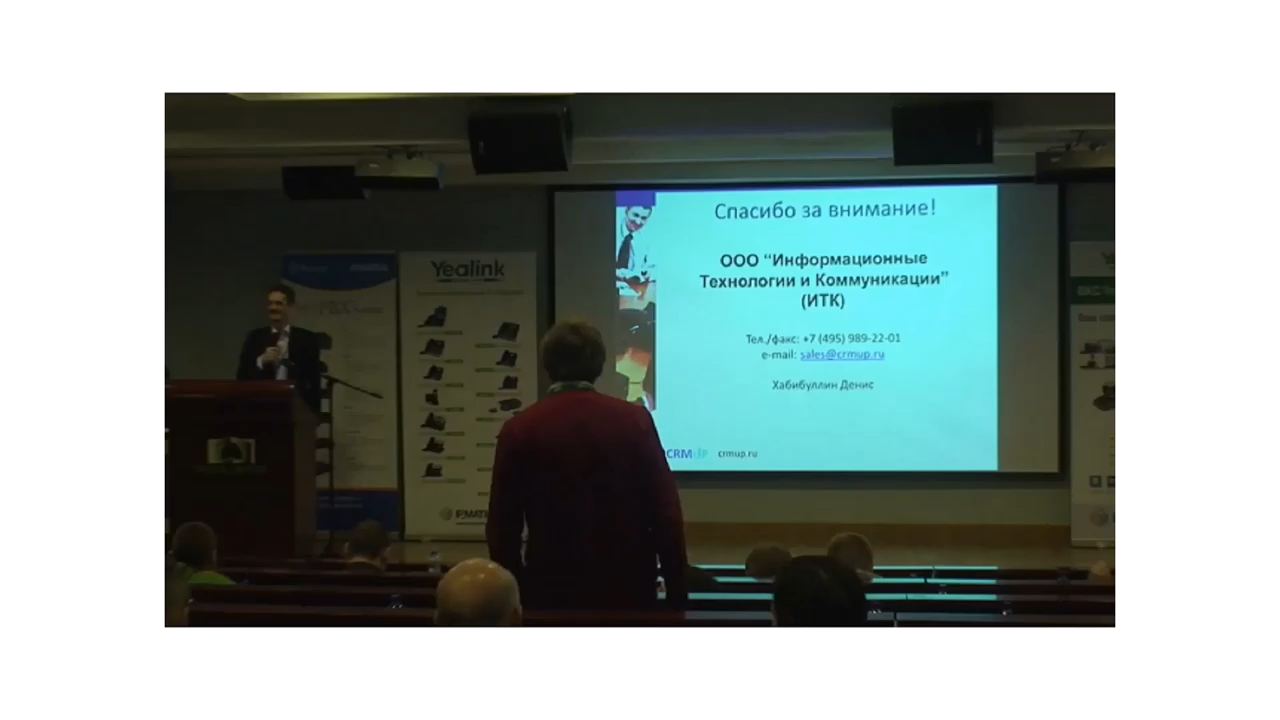 Yealink
Спасибо за внимание!
ООО “Информационные
Технологии и Коммуникации”
(ИТК)
Тел./факс: +7 (495) 989-22-01
e-mail: sales@crmup.ru
Хабибуллин Денис
CRMUP crmup.ru